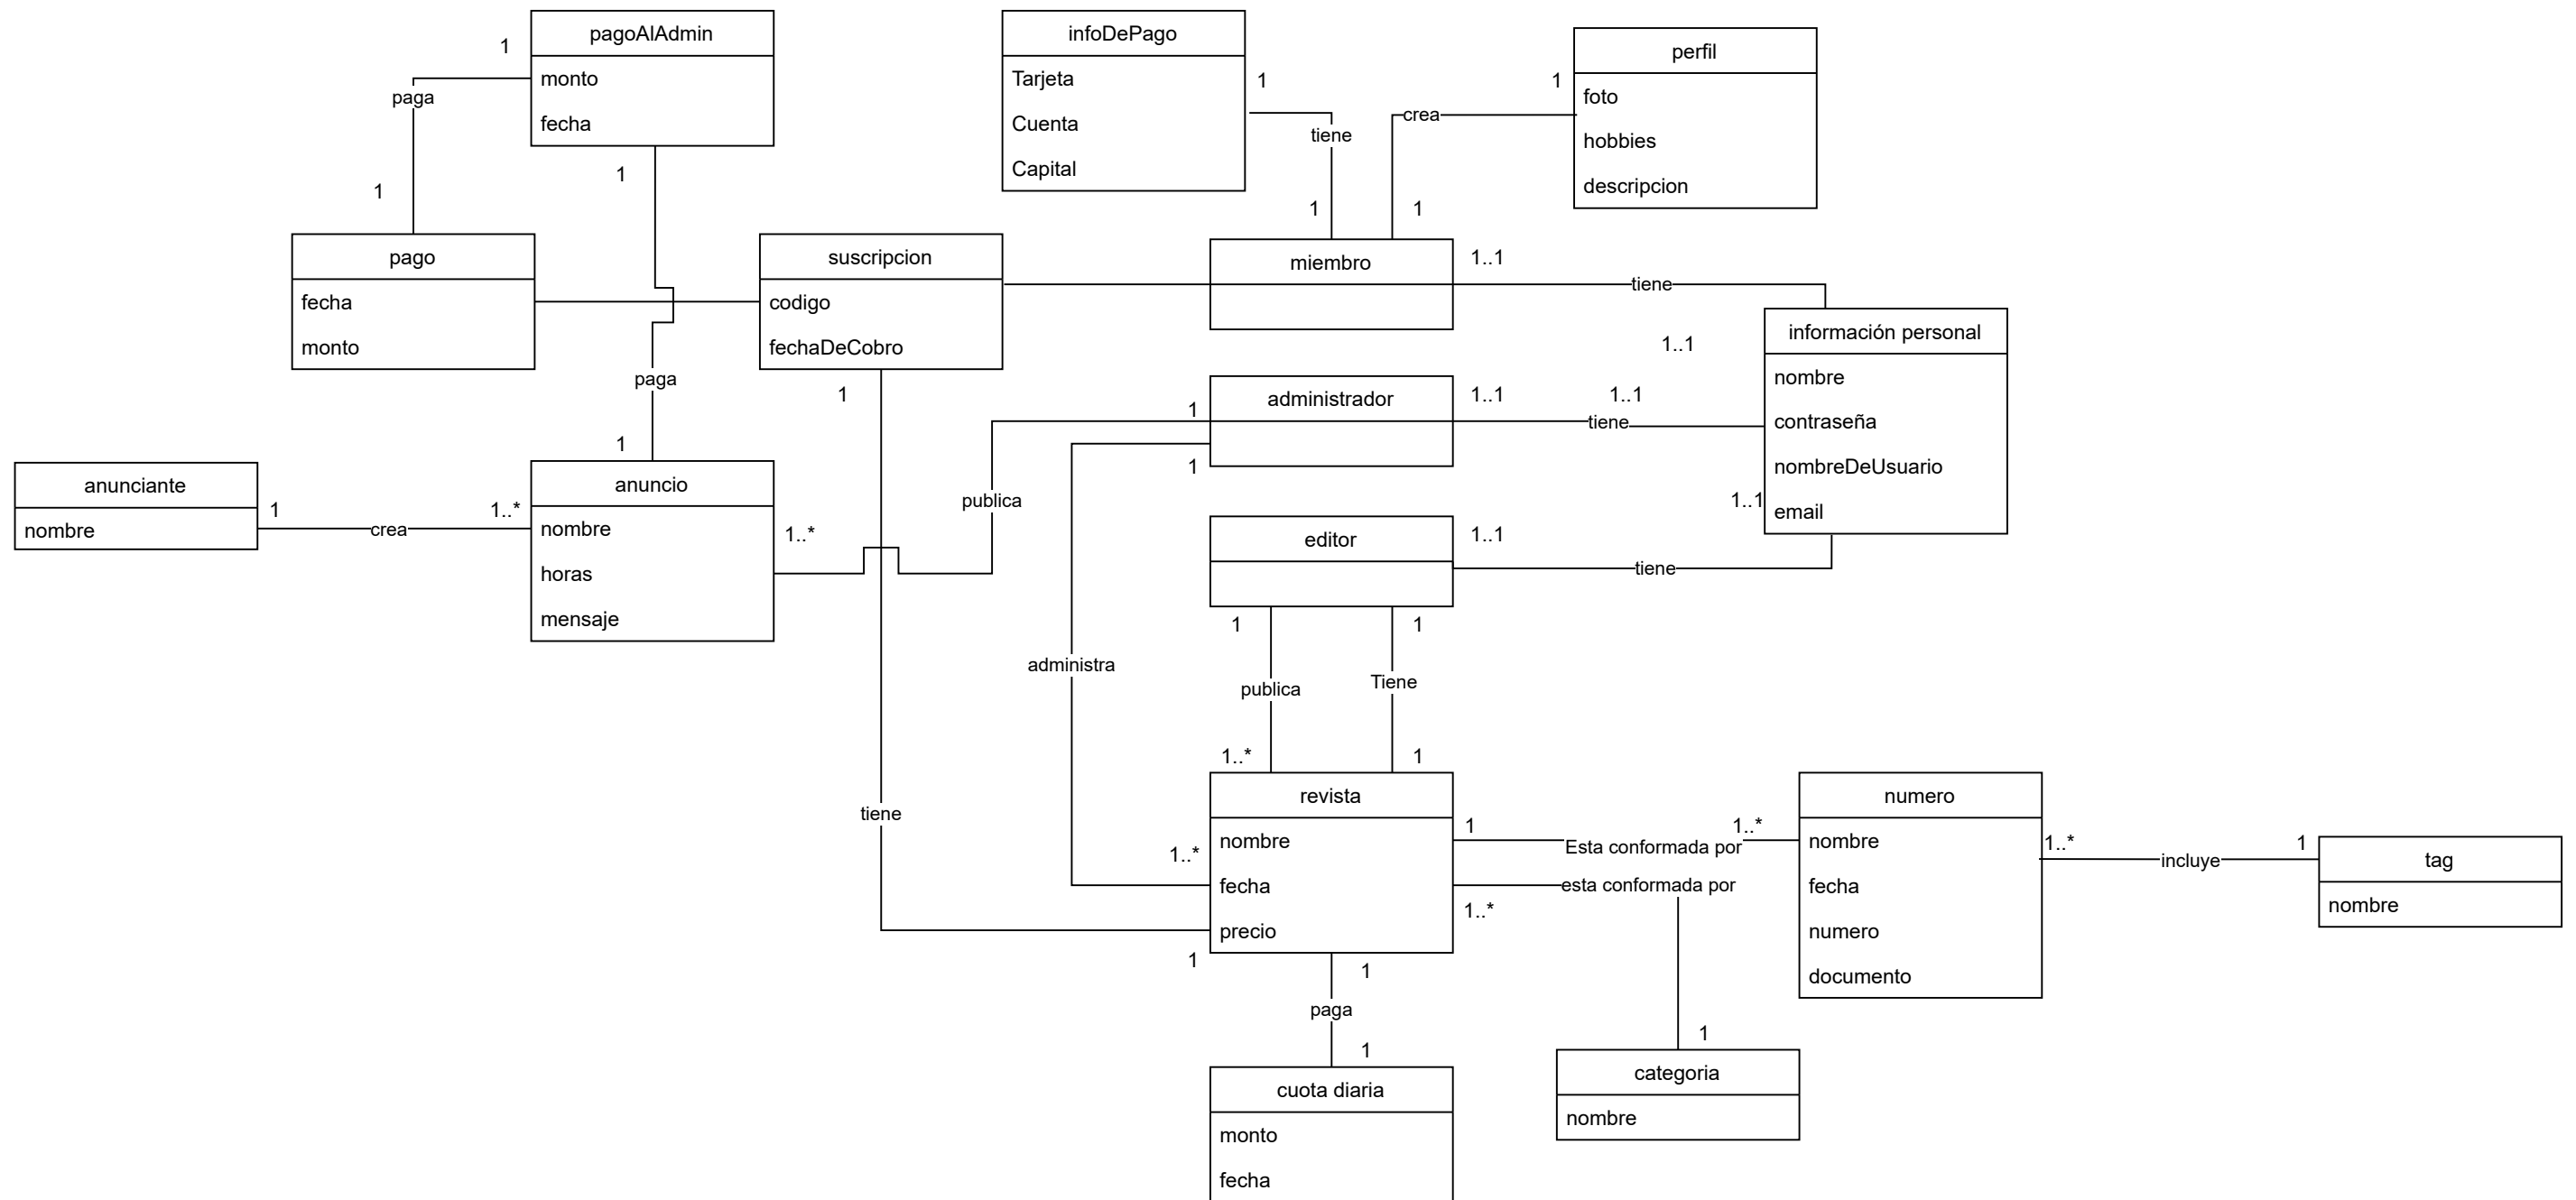 pagoAlAdmin
monto
fecha
1
paga
1
1
infoDePago
Tarjeta
Cuenta
Capital
1
tiene
1
perfil
foto
hobbies
descripcion
1
crea
1
pago
fecha
monto
suscripcion
codigo
fechaDeCobro
1
miembro
1..1
tiene
1..1
información personal
nombre
contraseña
nombreDeUsuario
email
paga
1
administrador
1
1
1..1
1..1
tiene
anunciante
nombre
1
crea
1..*
anuncio
nombre
horas
mensaje
1..*
publica
editor
1..1
1..1
tiene
1
1
administra
publica
Tiene
1..*
1
tiene
revista
nombre
fecha
precio
1..*
1
1
Esta conformada por
1..*
esta conformada por
1..*
numero
nombre
fecha
numero
documento
1..*
incluye
1
tag
nombre
1
paga
1
1
categoria
nombre
cuota diaria
monto
fecha